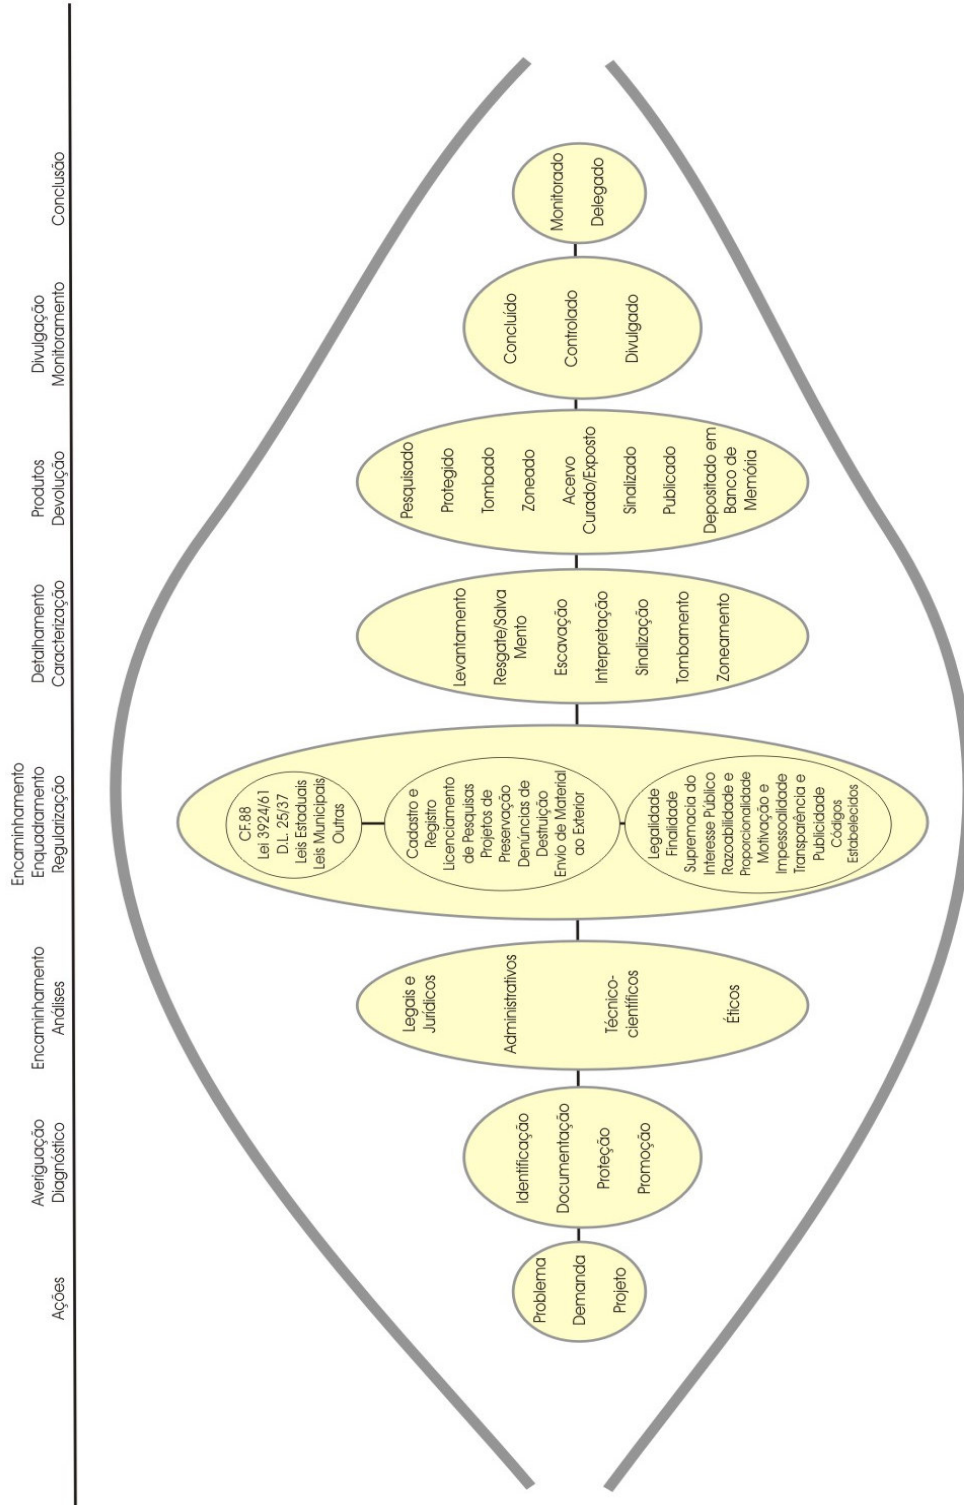 Ações
Averiguação
Diagnóstico
Encaminhamento
Análises
Encaminhamento
Enquadramento
Regularização
Detalhamento
Caracterização
Produtos
Devolução
Divulgação
Monitoramento
Conclusão
Problema
Demanda
Projeto
Identificação
Documentação
Proteção
Promoção
Legais e
Jurídicos
Administrativos
Técnico-
científicos
Éticos
CF.88
Lei 3924/61
D.L. 25/37
Leis Estaduais
Leis Municipais
Outras
Cadastro e
Registro
Licenciamento
de Pesquisas
Projetos de
Preservação
Denúncias de
Destruição
Envio de Material
ao Exterior
Legalidade
Finalidade
Supremacia do
Interesse Público
Razoabilidade e
Proporcionalidade
Motivação e
Impessoalidade
Transparência e
Publicidade
Códigos
Estabelecidos
Levantamento
Resgate/Salva
Mento
Escavação
Interpretação
Sinalização
Tombamento
Zoneamento
Pesquisado
Protegido
Tombado
Zoneado
Acervo
Curado/Exposto
Sinalizado
Publicado
Depositado em
Banco de
Memória
Concluído
Controlado
Divulgado
Monitorado
Delegado